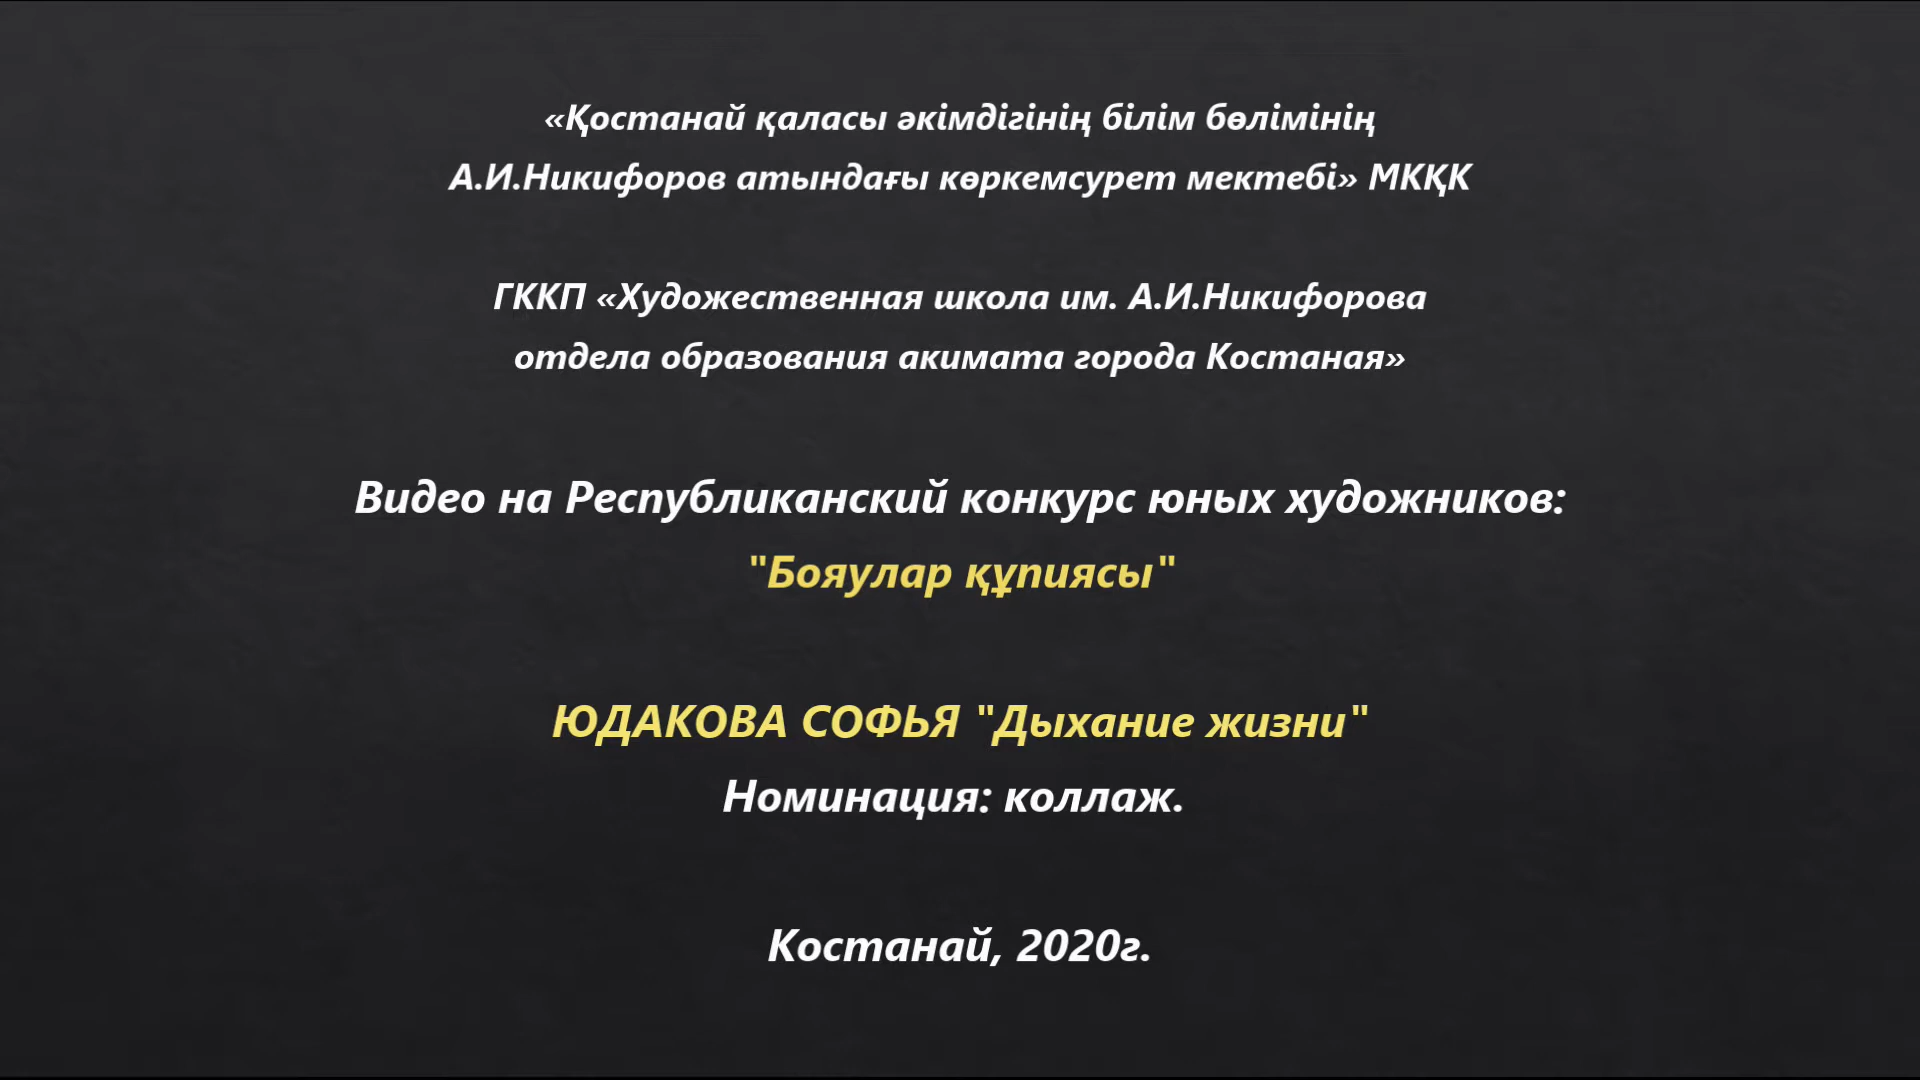 «Қостанай қаласы әкімдігінің білім бөлімінің
А.И.Никифоров атындағы көркемсурет мектебі» МКҚК
ГККП «Художественная школа им. А.И.Никифорова
отдела образования акимата города Костаная»
Видео на Республиканский конкурс юных художников:
"Бояулар құпиясы"
ЮДАКОВА СОФЬЯ "Дыхание жизни"
Номинация: коллаж.
Костанай, 2020г.